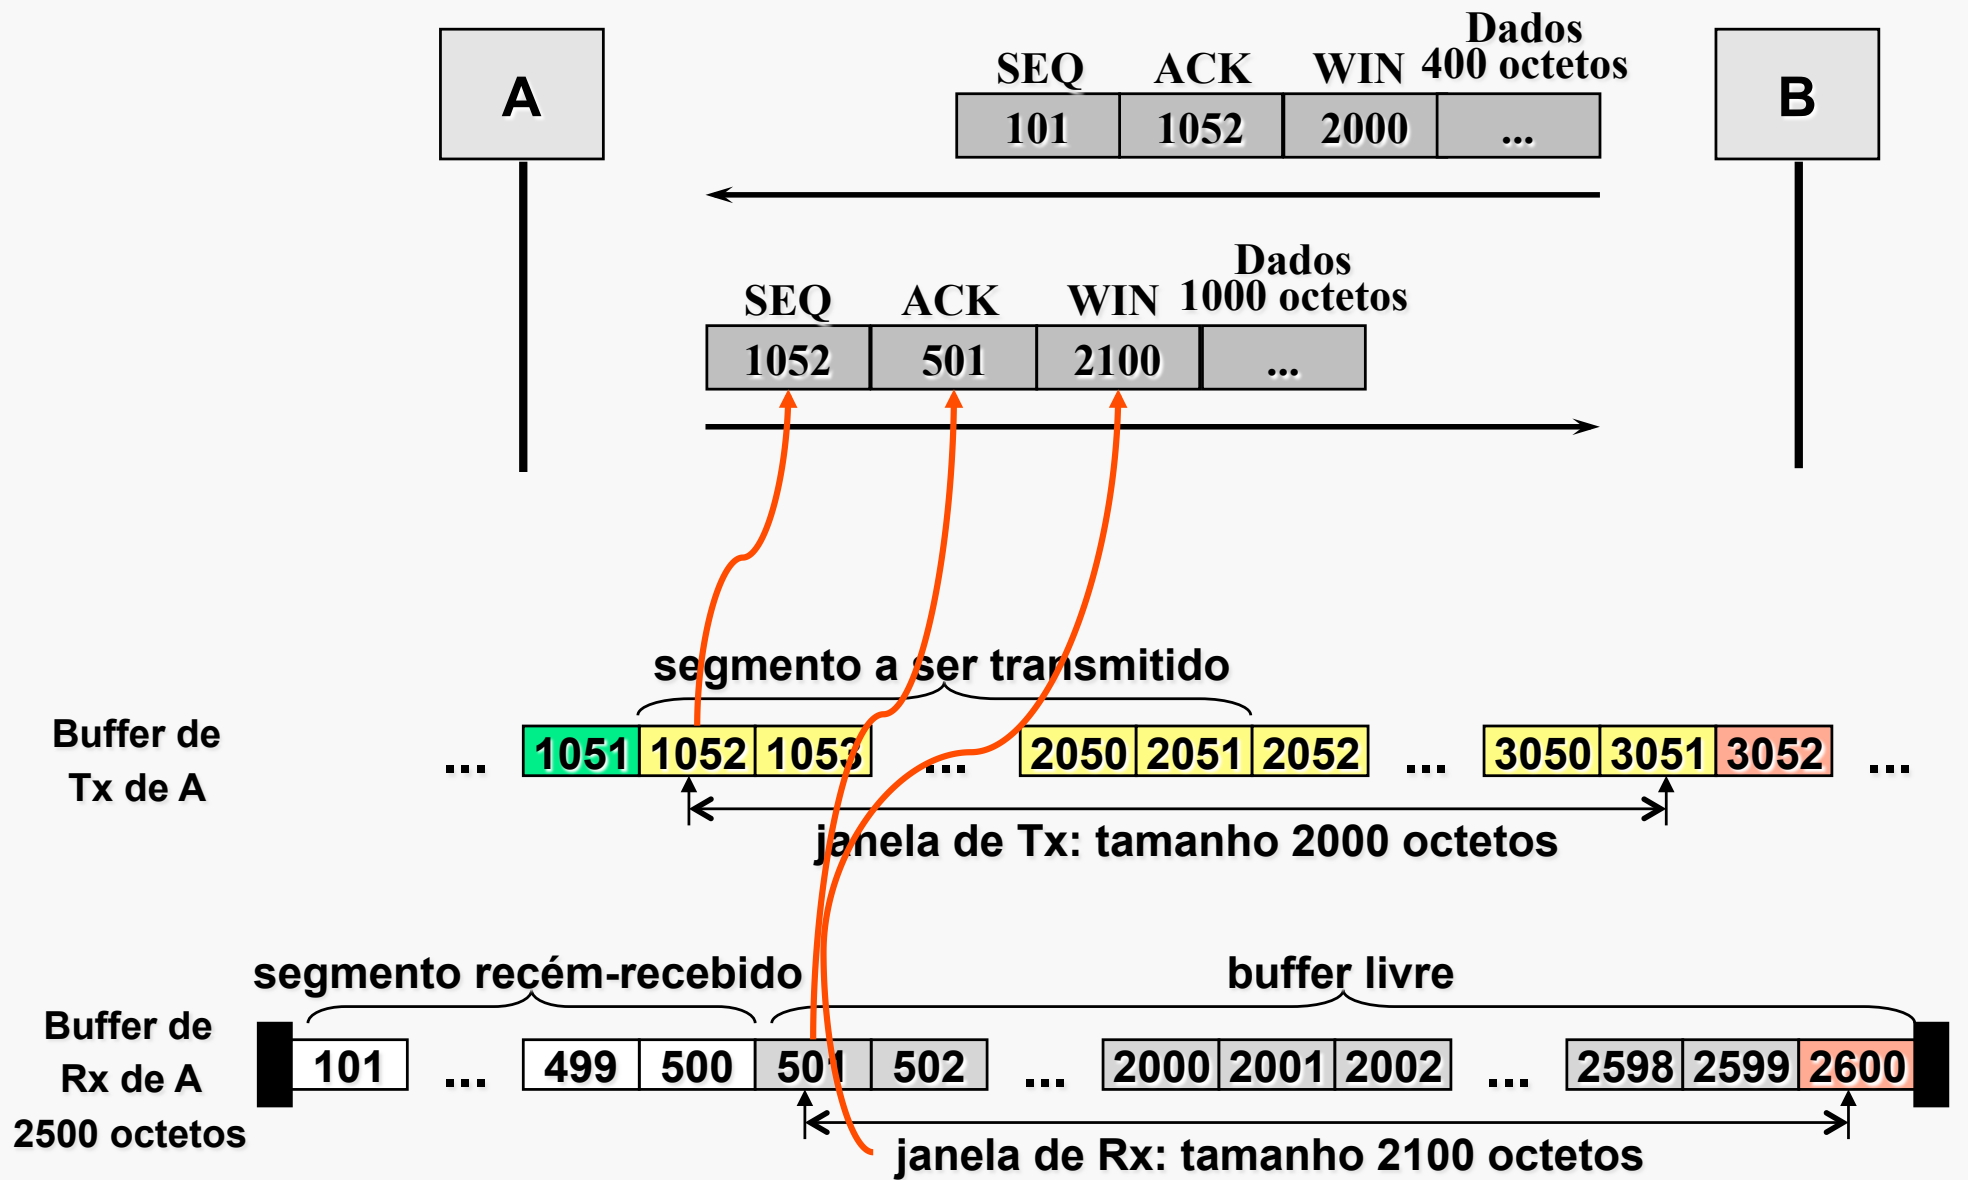 A
B
Dados
400 octetos
SEQ ACK WIN
101 1052 2000 ...
Dados
1000 octetos
SEQ ACK WIN
1052 501 2100 ...
segmento a ser transmitido
Buffer de
Tx de A
... 1051 1052 1053 ... 2050 2051 2052 ... 3050 3051 3052 ...
janela de Tx: tamanho 2000 octetos
segmento recém-recebido
buffer livre
Buffer de
Rx de A
2500 octetos
101 ... 499 500 501 502 ... 2000 2001 2002 ... 2598 2599 2600
janela de Rx: tamanho 2100 octetos